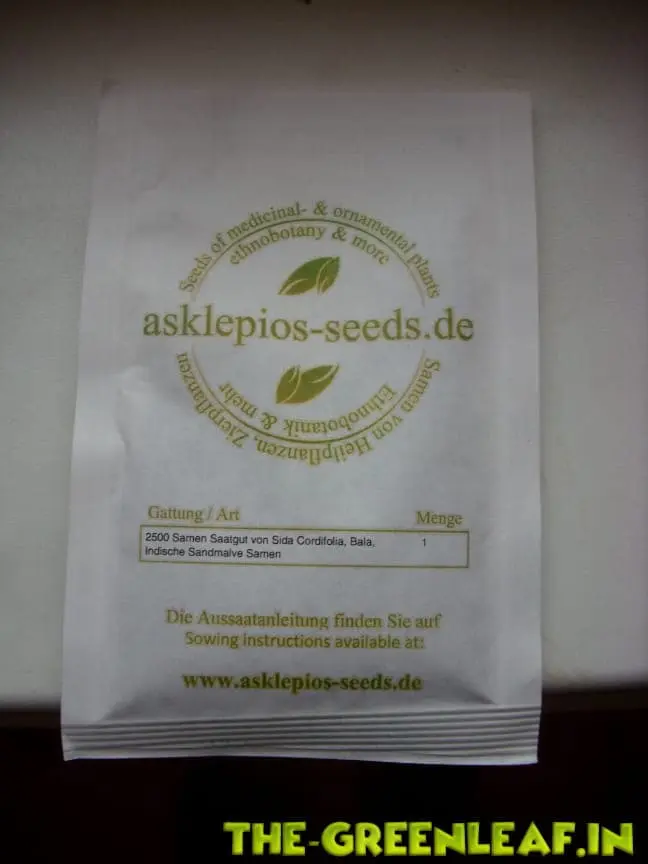 Seeds of medicinal- & ornamental plants
ethnobotany & more
asklepios-seeds.de
Samen von Heilpflanzen, Zierpflanzen
Ethnobotanik & mehr
Gattung / Art
Menge
2500 Samen Saatgut von Sida Cordifolia, Bala,
1
Indische Sandmalve Samen
Die Aussaatanleitung finden Sie auf
Sowing instructions available at:
www.asklepios-seeds.de
THE-GREENLEAF.IN